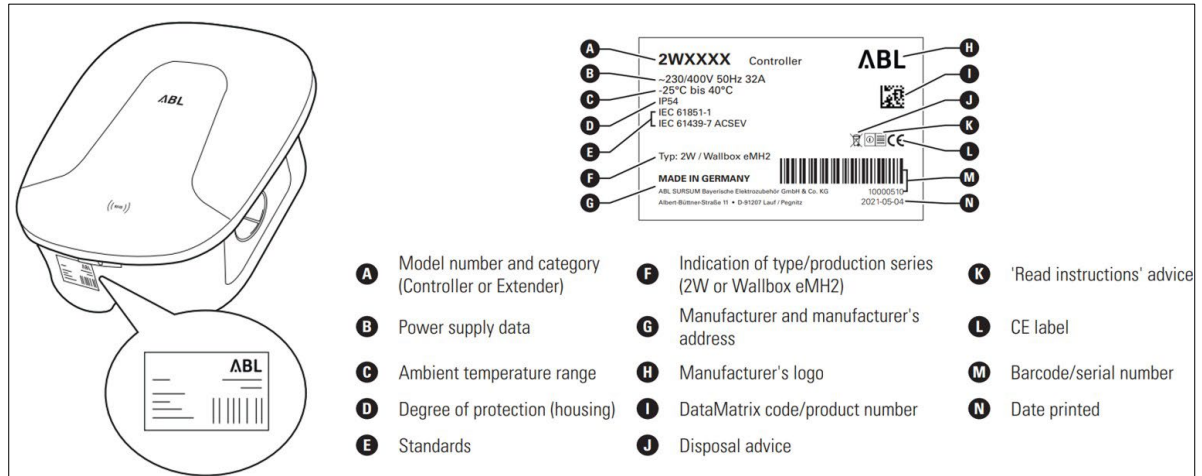 ABL
ABL
A
B
C
D
E
F
G
2WXXXX Controller
~230/400V 50Hz 32A
-25°C bis 40°C
IP54
IEC 61851-1
IEC 61439-7 ACSEV
Typ: 2W / Wallbox eMH2
MADE IN GERMANY
ABL SURSUM Bayerische Elektrozubehör GmbH & Co. KG
Albert-Büttner-Straße 11 • D-91207 Lauf / Pegnitz
ABL
CE
10000510
2021-05-04
H
I
J
K
L
M
N
A Model number and category
(Controller or Extender)
B Power supply data
C Ambient temperature range
D Degree of protection (housing)
E Standards
F Indication of type/production series
(2W or Wallbox eMH2)
G Manufacturer and manufacturer's
address
H Manufacturer's logo
I DataMatrix code/product number
J Disposal advice
K 'Read instructions' advice
L CE label
M Barcode/serial number
N Date printed